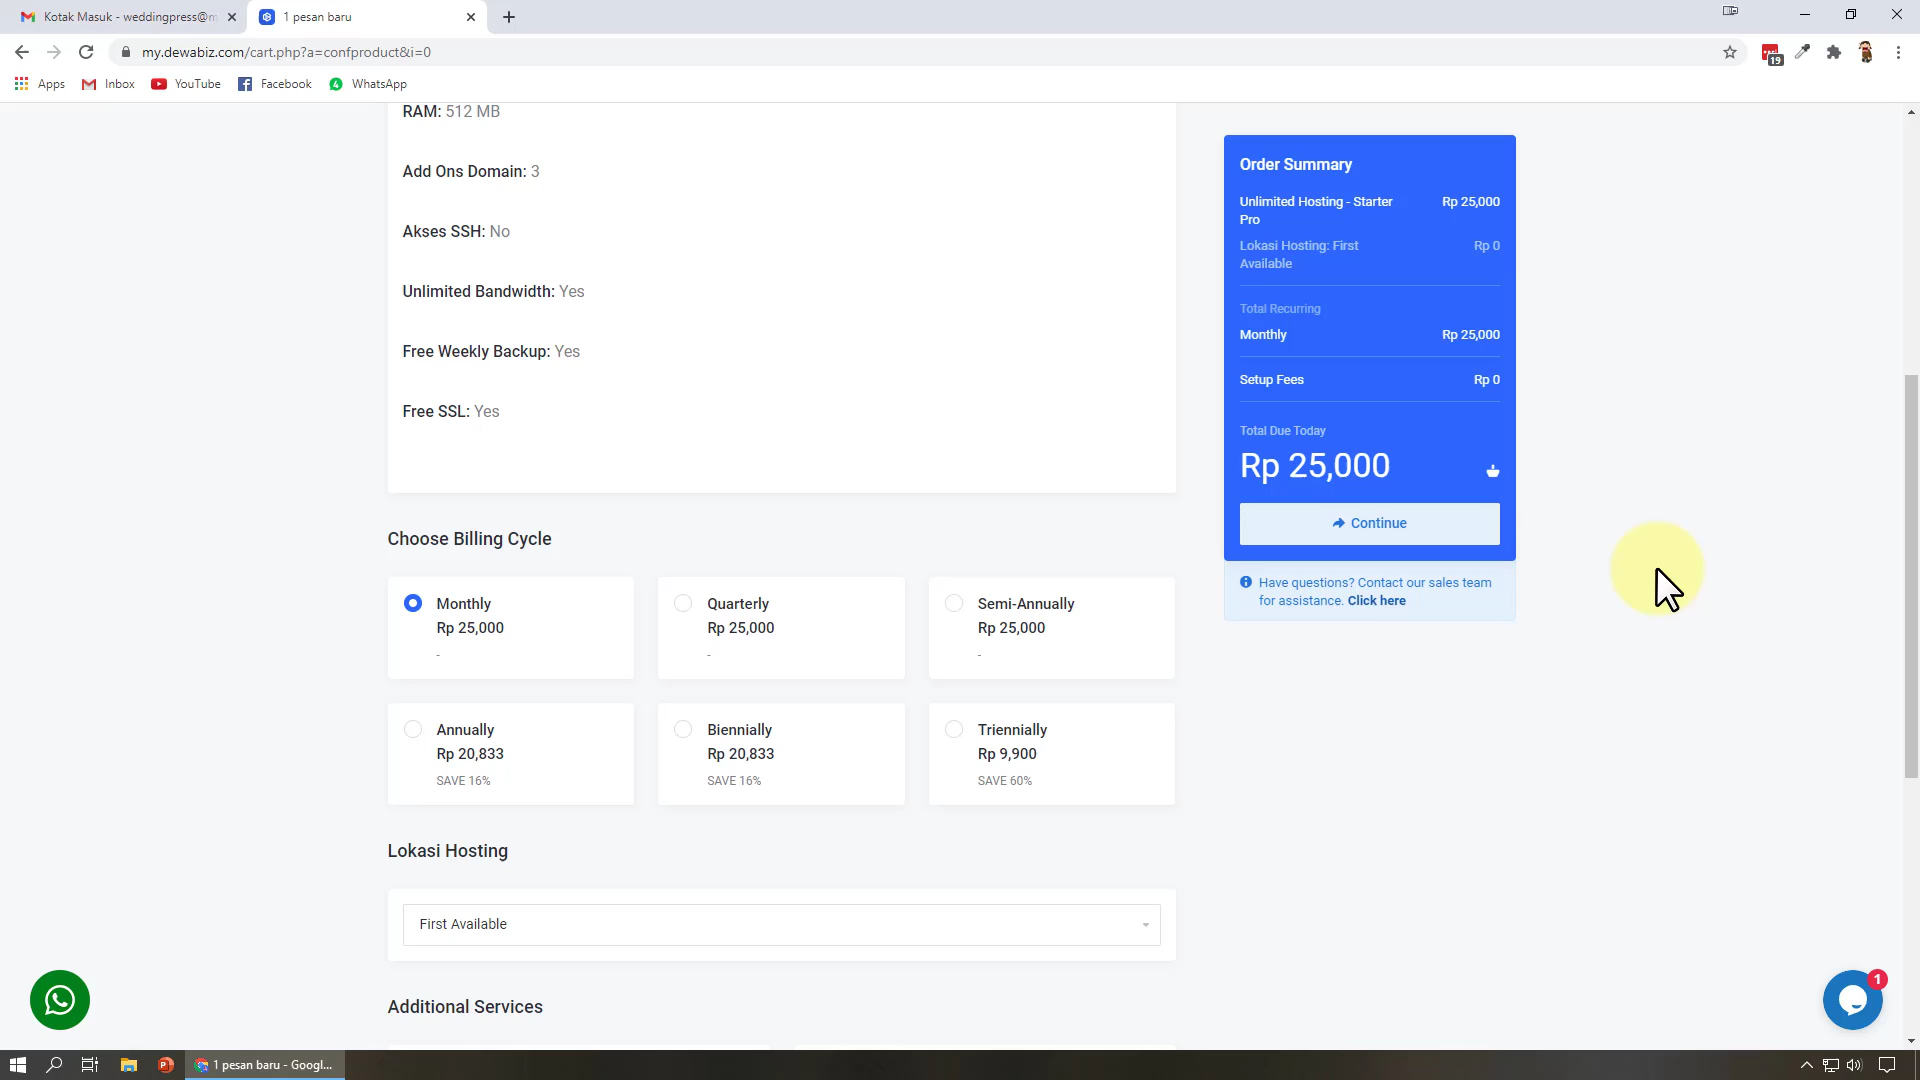 Kotak Masuk - weddingpress@m
1 pesan baru
my.dewabiz.com/cart.php?a=confproduct&i=0
19
Apps
Inbox
YouTube
Facebook
4
WhatsApp
RAM: 512 MB
Add Ons Domain: 3
Akses SSH: No
Unlimited Bandwidth: Yes
Free Weekly Backup: Yes
Free SSL: Yes
Order Summary
Unlimited Hosting - Starter Pro
Rp 25,000
Lokasi Hosting: First Available
Rp 0
Total Recurring
Monthly
Rp 25,000
Setup Fees
Rp 0
Total Due Today
Rp 25,000
Continue
Have questions? Contact our sales team
for assistance. Click here
Choose Billing Cycle
Monthly
Rp 25,000
-
Quarterly
Rp 25,000
-
Semi-Annually
Rp 25,000
-
Annually
Rp 20,833
SAVE 16%
Biennially
Rp 20,833
SAVE 16%
Triennially
Rp 9,900
SAVE 60%
Lokasi Hosting
First Available
Additional Services
1
1 pesan baru - Googl...